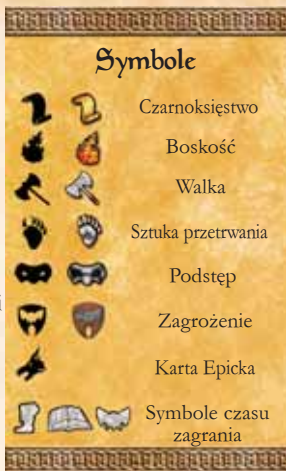 Symbole
Czarnoksięstwo
Boskość
Walka
Sztuka przetrwania
Podstęp
Zagrożenie
Karta Epicka
Symbole czasu
zagrania